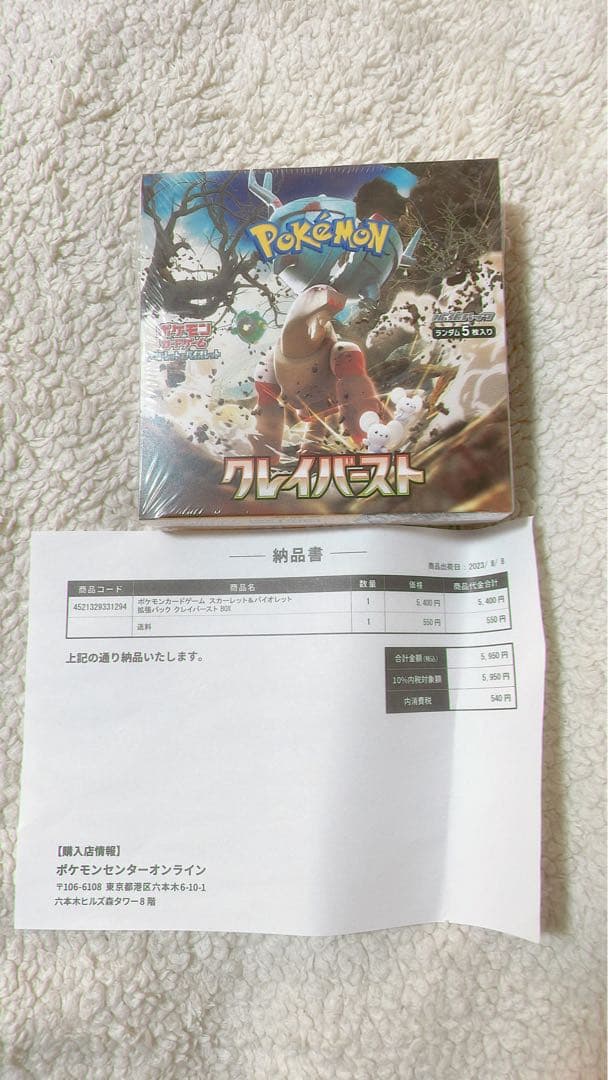 POKéMON
ポケモン
カードゲーム
スカーレット&バイオレット
拡張パック
ランダム5枚入り
クレイバースト
納品書
商品出荷日：2023/ 8/ 8
商品コード 商品名 数量 価格 商品代金合計
4521329331294 ポケモンカードゲーム スカーレット&バイオレット 1 5,400 円 5,400 円
拡張パック クレイバースト BOX
送料 1 550 円 550 円
上記の通り納品いたします。
合計金額(税込) 5,950 円
10%内税対象額 5,950 円
内消費税 540 円
【購入店情報】
ポケモンセンターオンライン
〒106-6108 東京都港区六本木6-10-1
六本木ヒルズ森タワー8階